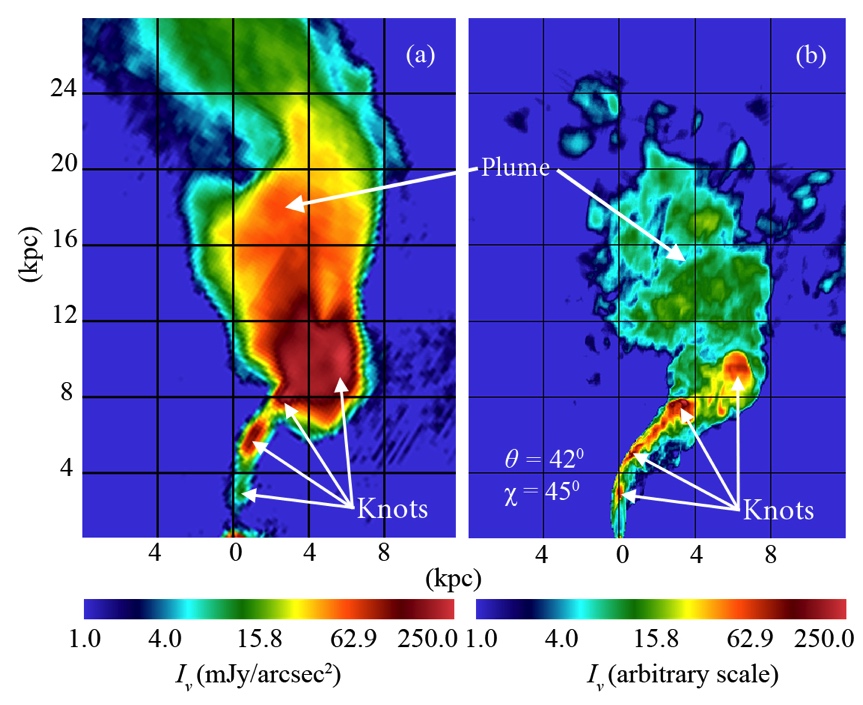 (a)
(b)
24
20
16
12
8
4
(kpc)
Plume
Knots
θ = 42⁰
χ = 45⁰
Knots
4 0 4 8
4 0 4 8
(kpc)
1.0 4.0 15.8 62.9 250.0
1.0 4.0 15.8 62.9 250.0
Iᵥ (mJy/arcsec²)
Iᵥ (arbitrary scale)